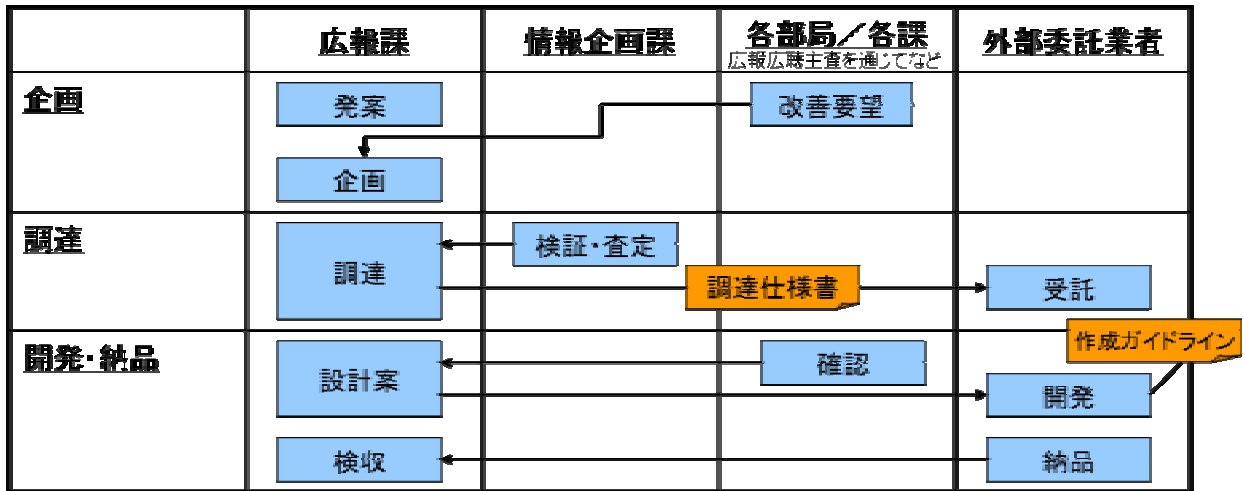 広報課
情報企画課
各部局／各課
広報広聴主査を通じてなど
外部委託業者
企画
発案
改善要望
企画
調達
調達
検証・査定
調達仕様書
受託
開発・納品
設計案
確認
作成ガイドライン
開発
検収
納品